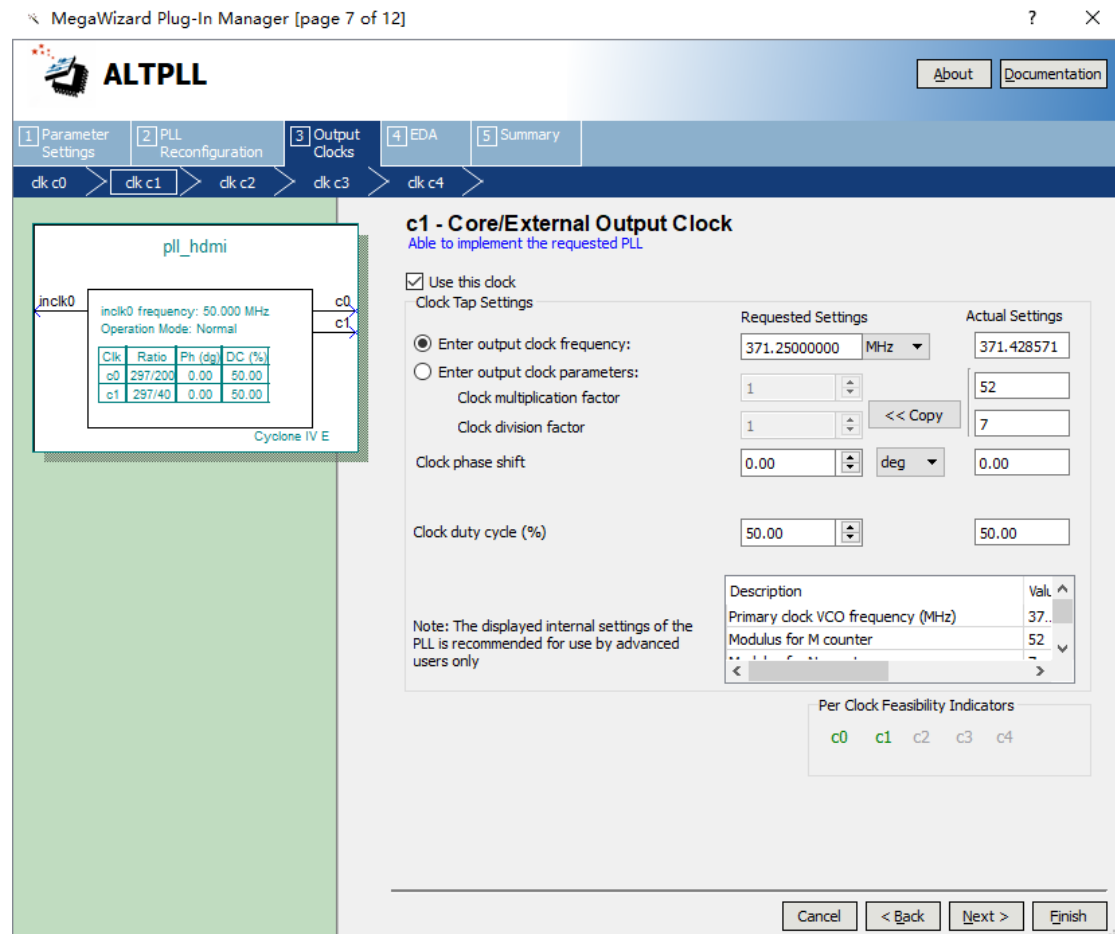 MegaWizard Plug-In Manager [page 7 of 12]
? ×
ALTPLL
About
Documentation
1 Parameter Settings
2 PLL Reconfiguration
3 Output Clocks
4 EDA
5 Summary
clk c0
clk c1
clk c2
clk c3
clk c4
pll_hdmi
inclk0
c0
c1
inclk0 frequency: 50.000 MHz
Operation Mode: Normal
Clk Ratio Ph (dg) DC (%)
c0 297/200 0.00 50.00
c1 297/40 0.00 50.00
Cyclone IV E
c1 - Core/External Output Clock
Able to implement the requested PLL
Use this clock
Clock Tap Settings
Requested Settings
Actual Settings
Enter output clock frequency:
371.25000000
MHz
371.428571
Enter output clock parameters:
Clock multiplication factor
1
52
<< Copy
Clock division factor
1
7
Clock phase shift
0.00
deg
0.00
Clock duty cycle (%)
50.00
50.00
Note: The displayed internal settings of the
PLL is recommended for use by advanced
users only
Description Valu
Primary clock VCO frequency (MHz) 37..
Modulus for M counter 52
Per Clock Feasibility Indicators
c0 c1 c2 c3 c4
Cancel
< Back
Next >
Finish